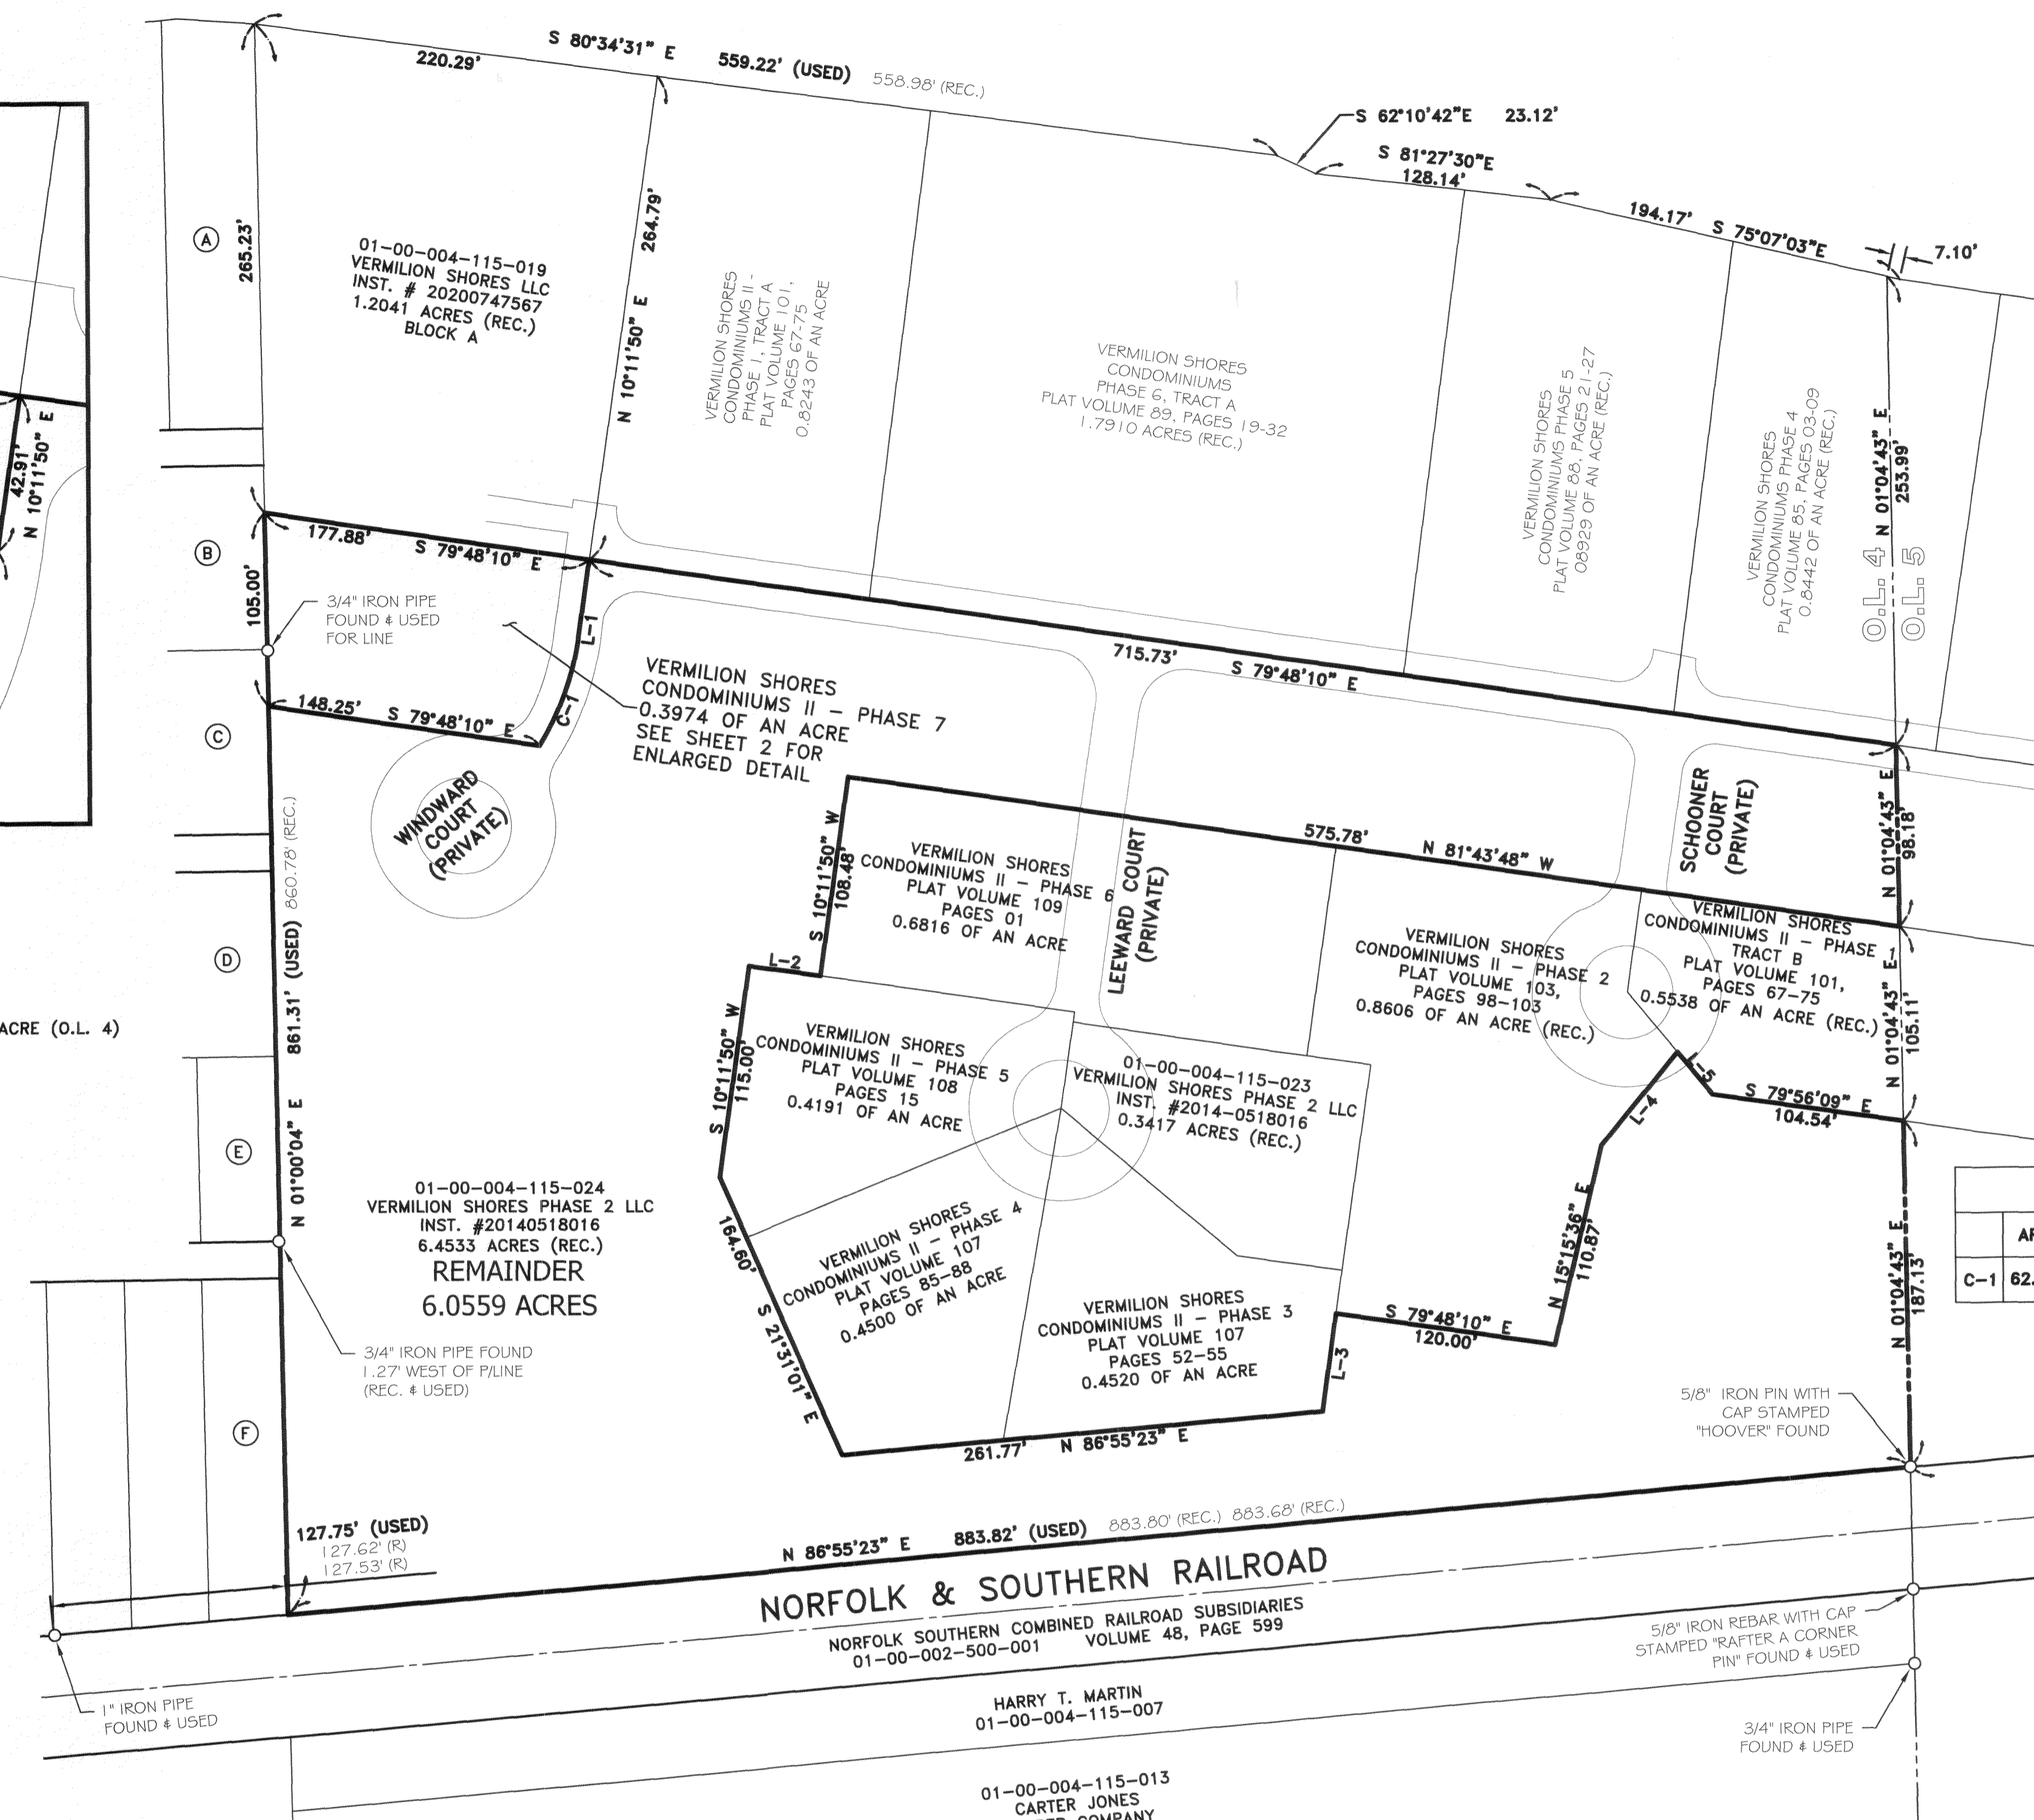 S 80°34'31" E 559.22' (USED) 558.98' (REC.)
220.29'
S 62°10'42"E 23.12'
S 81°27'30"E
128.14'
194.17' S 75°07'03"E
7.10'
A
265.23'
01-00-004-115-019
VERMILION SHORES LLC
INST. # 20200747567
1.2041 ACRES (REC.)
BLOCK A
N 10°11'50" E 264.79'
VERMILION SHORES
CONDOMINIUMS II -
PHASE 1, TRACT A
PLAT VOLUME 101,
PAGES 67-75
0.8243 OF AN ACRE
VERMILION SHORES
CONDOMINIUMS
PHASE 6, TRACT A
PLAT VOLUME 89, PAGES 19-32
1.7910 ACRES (REC.)
VERMILION SHORES
CONDOMINIUMS PHASE 5
PLAT VOLUME 88, PAGES 21-27
08929 OF AN ACRE (REC.)
VERMILION SHORES
CONDOMINIUMS PHASE 4
PLAT VOLUME 85, PAGES 03-09
0.8442 OF AN ACRE (REC.)
N 01°04'43" E
253.99'
O.L. 4
O.L. 5
42.91'
N 10°11'50" E
B
177.88' S 79°48'10" E
105.00'
3/4" IRON PIPE
FOUND & USED
FOR LINE
L-1
C-1
715.73' S 79°48'10" E
VERMILION SHORES
CONDOMINIUMS II - PHASE 7
0.3974 OF AN ACRE
SEE SHEET 2 FOR
ENLARGED DETAIL
148.25' S 79°48'10" E
C
WINDWARD
COURT
(PRIVATE)
SCHOONER
COURT
(PRIVATE)
N 01°04'43" E
98.18'
575.78' N 81°43'48" W
S 10°11'50" W
108.48'
VERMILION SHORES
CONDOMINIUMS II - PHASE 6
PLAT VOLUME 109
PAGES 01
0.6816 OF AN ACRE
LEEWARD COURT
(PRIVATE)
VERMILION SHORES
CONDOMINIUMS II - PHASE 2
PLAT VOLUME 103,
PAGES 98-103
0.8606 OF AN ACRE (REC.)
VERMILION SHORES
CONDOMINIUMS II - PHASE 1
TRACT B
PLAT VOLUME 101,
PAGES 67-75
0.5538 OF AN ACRE (REC.)
N 01°04'43" E
105.11'
D
N 01°00'04" E 861.31' (USED) 860.78' (REC.)
ACRE (O.L. 4)
L-2
S 10°11'50" W
115.00'
VERMILION SHORES
CONDOMINIUMS II - PHASE 5
PLAT VOLUME 108
PAGES 15
0.4191 OF AN ACRE
01-00-004-115-023
VERMILION SHORES PHASE 2 LLC
INST. #2014-0518016
0.3417 ACRES (REC.)
L-5
L-4
S 79°56'09" E
104.54'
E
01-00-004-115-024
VERMILION SHORES PHASE 2 LLC
INST. #20140518016
6.4533 ACRES (REC.)
REMAINDER
6.0559 ACRES
164.60' S 21°31'01" E
VERMILION SHORES
CONDOMINIUMS II - PHASE 4
PLAT VOLUME 107
PAGES 85-88
0.4500 OF AN ACRE
VERMILION SHORES
CONDOMINIUMS II - PHASE 3
PLAT VOLUME 107
PAGES 52-55
0.4520 OF AN ACRE
N 15°15'36" E
110.87'
S 79°48'10" E
120.00'
L-3
N 01°04'43" E
187.13'
C-1 62.
3/4" IRON PIPE FOUND
1.27' WEST OF P/LINE
(REC. & USED)
F
261.77' N 86°55'23" E
5/8" IRON PIN WITH
CAP STAMPED
"HOOVER" FOUND
127.75' (USED)
127.62' (R)
127.53' (R)
N 86°55'23" E 883.82' (USED) 883.80' (REC.) 883.68' (REC.)
NORFOLK & SOUTHERN RAILROAD
NORFOLK SOUTHERN COMBINED RAILROAD SUBSIDIARIES
01-00-002-500-001 VOLUME 48, PAGE 599
5/8" IRON REBAR WITH CAP
STAMPED "RAFTER A CORNER
PIN" FOUND & USED
1" IRON PIPE
FOUND & USED
HARRY T. MARTIN
01-00-004-115-007
3/4" IRON PIPE
FOUND & USED
01-00-004-115-013
CARTER JONES